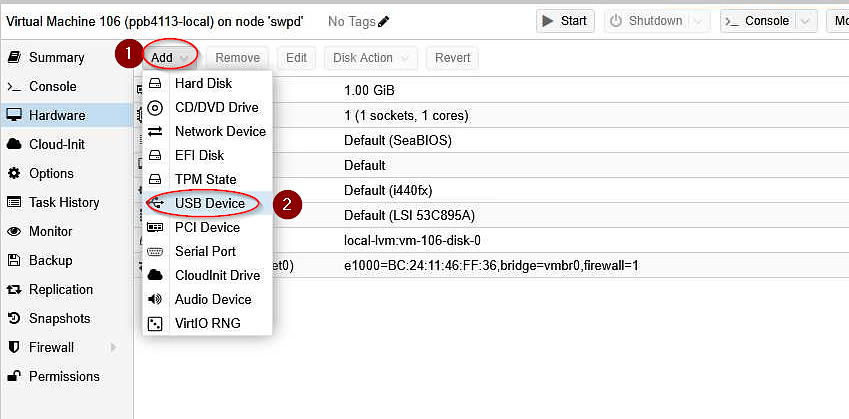 Virtual Machine 106 (ppb4113-local) on node 'swpd' No Tags Start Shutdown Console Mo
1 Add Remove Edit Disk Action Revert
Summary
Console
Hardware
Cloud-Init
Options
Task History
Monitor
Backup
Replication
Snapshots
Firewall
Permissions
Hard Disk
CD/DVD Drive
Network Device
EFI Disk
TPM State
USB Device 2
PCI Device
Serial Port
CloudInit Drive
Audio Device
VirtIO RNG
1.00 GiB
1 (1 sockets, 1 cores)
Default (SeaBIOS)
Default
Default (i440fx)
Default (LSI 53C895A)
local-lvm:vm-106-disk-0
et0) e1000=BC:24:11:46:FF:36,bridge=vmbr0,firewall=1